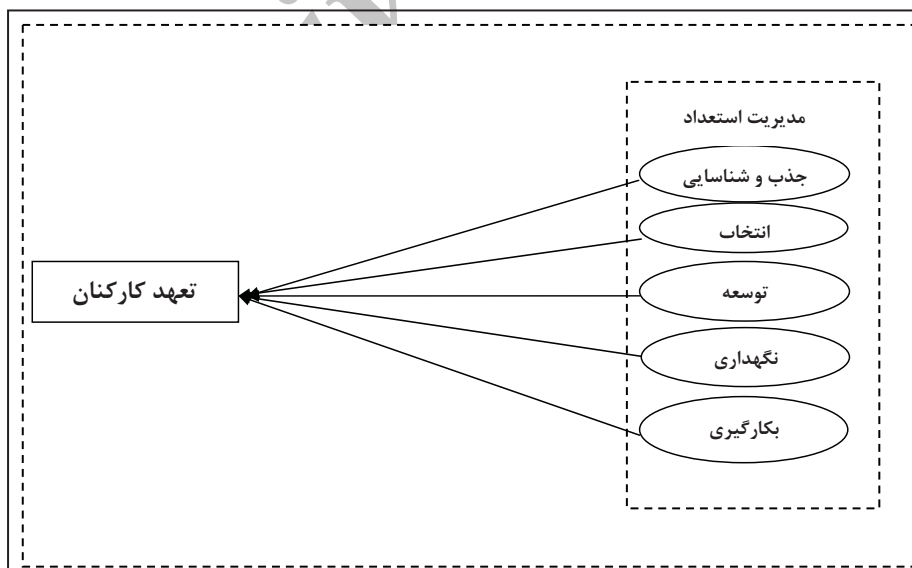 مدیریت استعداد
جذب و شناسایی
انتخاب
توسعه
نگهداری
بکارگیری
تعهد کارکنان